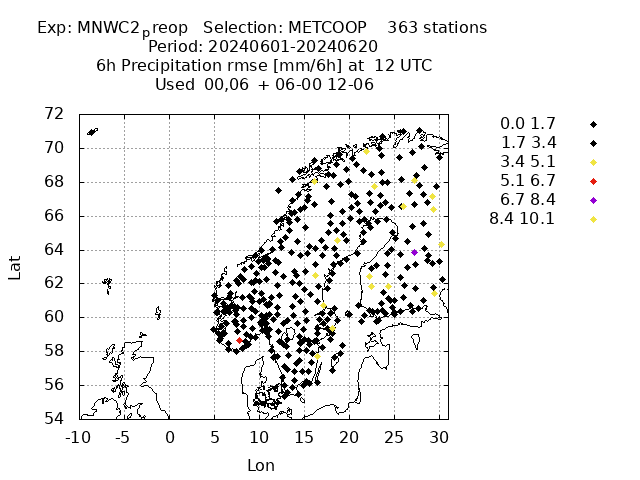 Exp: MNWC2preop Selection: METCOOP 363 stations
Period: 20240601-20240620
6h Precipitation rmse [mm/6h] at 12 UTC
Used 00,06 + 06-00 12-06
72
70
68
66
64
62
60
58
56
54
-10 -5 0 5 10 15 20 25 30
Lat
Lon
0.0 1.7
1.7 3.4
3.4 5.1
5.1 6.7
6.7 8.4
8.4 10.1